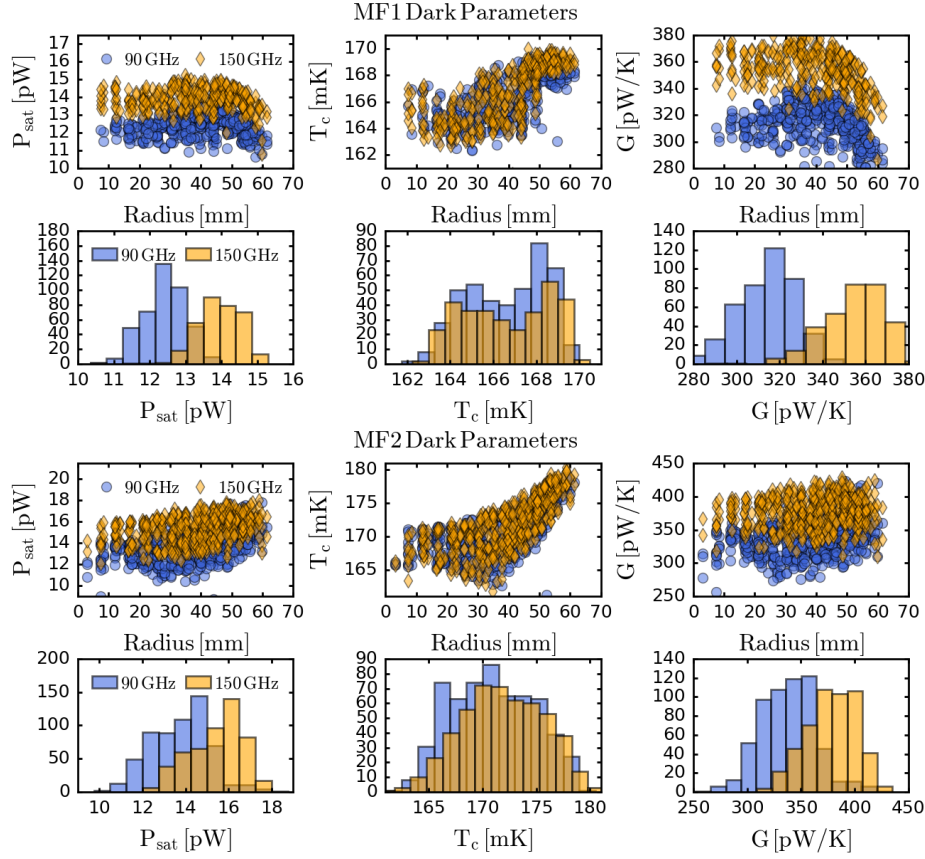 MF1 Dark Parameters
P_sat [pW]
17
16
15
14
13
12
11
10
90 GHz
150 GHz
0 10 20 30 40 50 60 70
Radius [mm]
T_c [mK]
170
168
166
164
162
0 10 20 30 40 50 60 70
Radius [mm]
G [pW/K]
380
360
340
320
300
280
0 10 20 30 40 50 60 70
Radius [mm]
180
160
140
120
100
80
60
40
20
0
90 GHz
150 GHz
10 11 12 13 14 15 16
P_sat [pW]
90
80
70
60
50
40
30
20
10
0
162 164 166 168 170
T_c [mK]
140
120
100
80
60
40
20
0
280 300 320 340 360 380
G [pW/K]
MF2 Dark Parameters
P_sat [pW]
20
18
16
14
12
10
90 GHz
150 GHz
0 10 20 30 40 50 60 70
Radius [mm]
T_c [mK]
180
175
170
165
0 10 20 30 40 50 60 70
Radius [mm]
G [pW/K]
450
400
350
300
250
0 10 20 30 40 50 60 70
Radius [mm]
200
150
100
50
0
90 GHz
150 GHz
10 12 14 16 18
P_sat [pW]
90
80
70
60
50
40
30
20
10
0
165 170 175 180
T_c [mK]
140
120
100
80
60
40
20
0
250 300 350 400 450
G [pW/K]